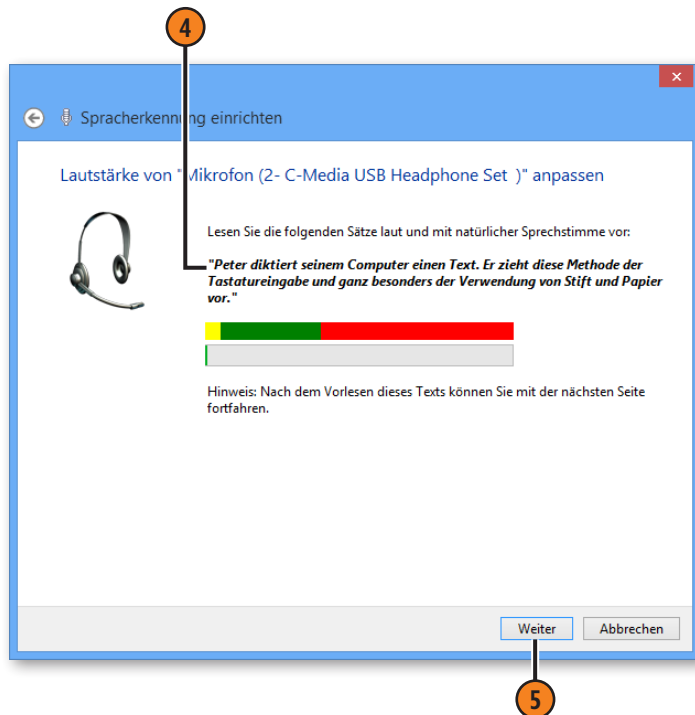 4
Spracherkennung einrichten
Lautstärke von "Mikrofon (2- C-Media USB Headphone Set )" anpassen
Lesen Sie die folgenden Sätze laut und mit natürlicher Sprechstimme vor:
"Peter diktiert seinem Computer einen Text. Er zieht diese Methode der
Tastatureingabe und ganz besonders der Verwendung von Stift und Papier
vor."
Hinweis: Nach dem Vorlesen dieses Texts können Sie mit der nächsten Seite
fortfahren.
Weiter Abbrechen
5